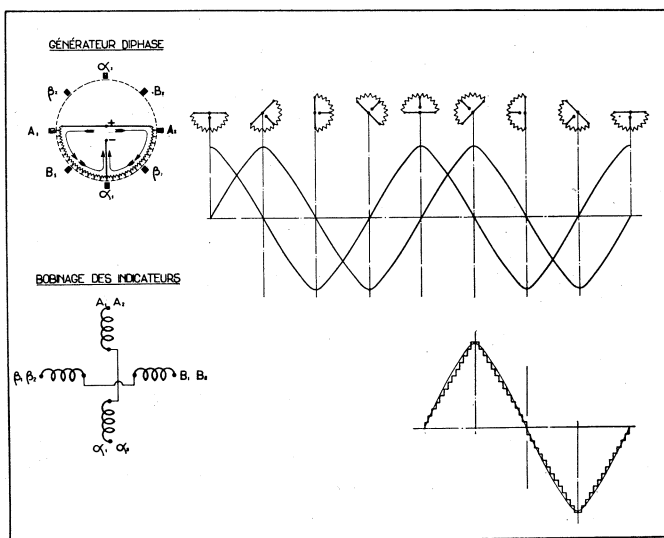 GÉNÉRATEUR DIPHASE
α
β₂ B₂
A₁ + A₂
−
B₁ β₁
α₁
BOBINAGE DES INDICATEURS
A₁ A₂
β₁ β₂ B₁ B₂
α₁ α₂